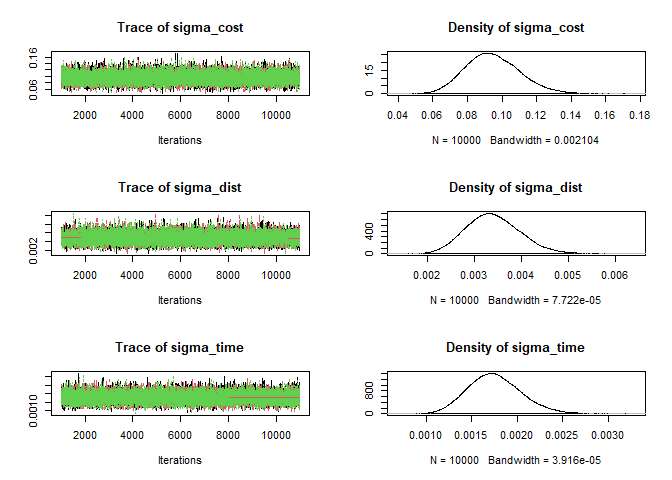 Trace of sigma_cost
0.06 0.16
2000 4000 6000 8000 10000
Iterations
Density of sigma_cost
0 15
0.04 0.06 0.08 0.10 0.12 0.14 0.16 0.18
N = 10000 Bandwidth = 0.002104
Trace of sigma_dist
0.002
2000 4000 6000 8000 10000
Iterations
Density of sigma_dist
0 400
0.002 0.003 0.004 0.005 0.006
N = 10000 Bandwidth = 7.722e-05
Trace of sigma_time
0.0010
2000 4000 6000 8000 10000
Iterations
Density of sigma_time
0 800
0.0010 0.0015 0.0020 0.0025 0.0030
N = 10000 Bandwidth = 3.916e-05